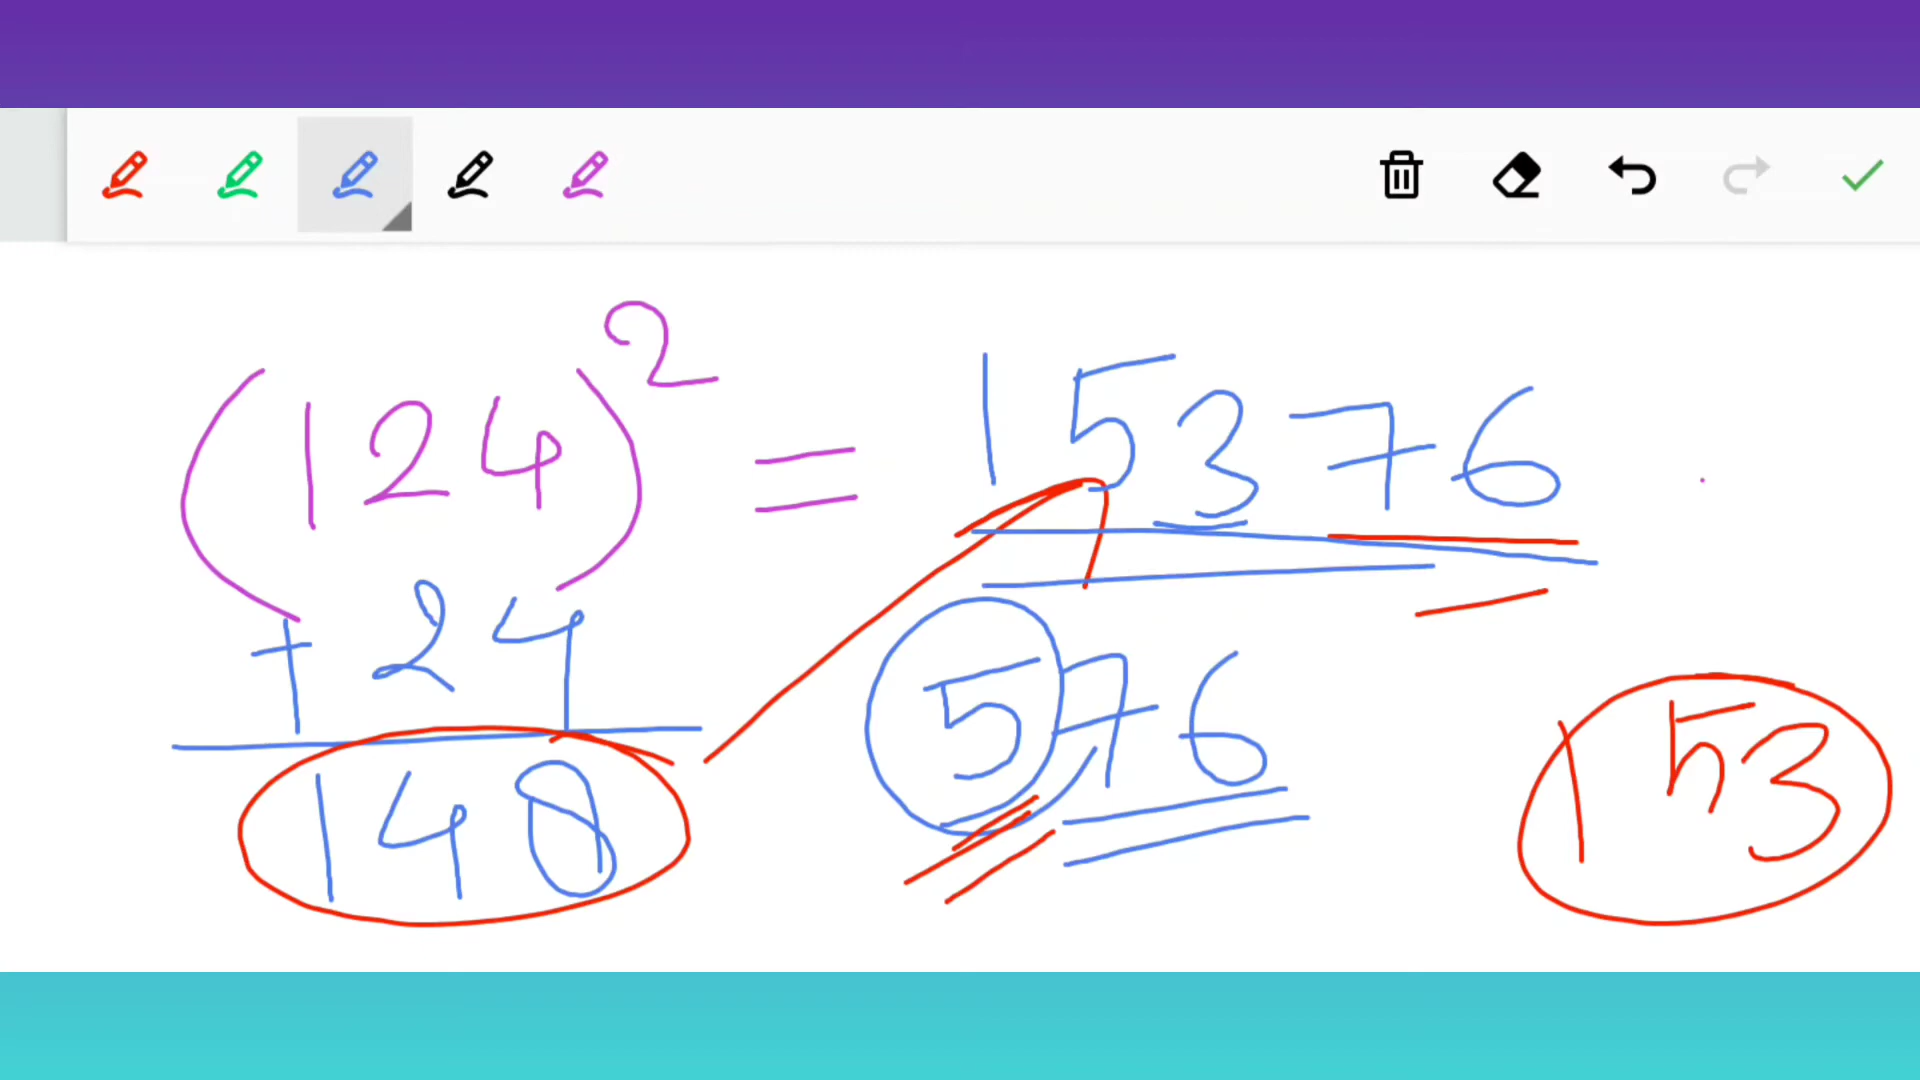 (124)² = 15376
+ 24
148
576
153